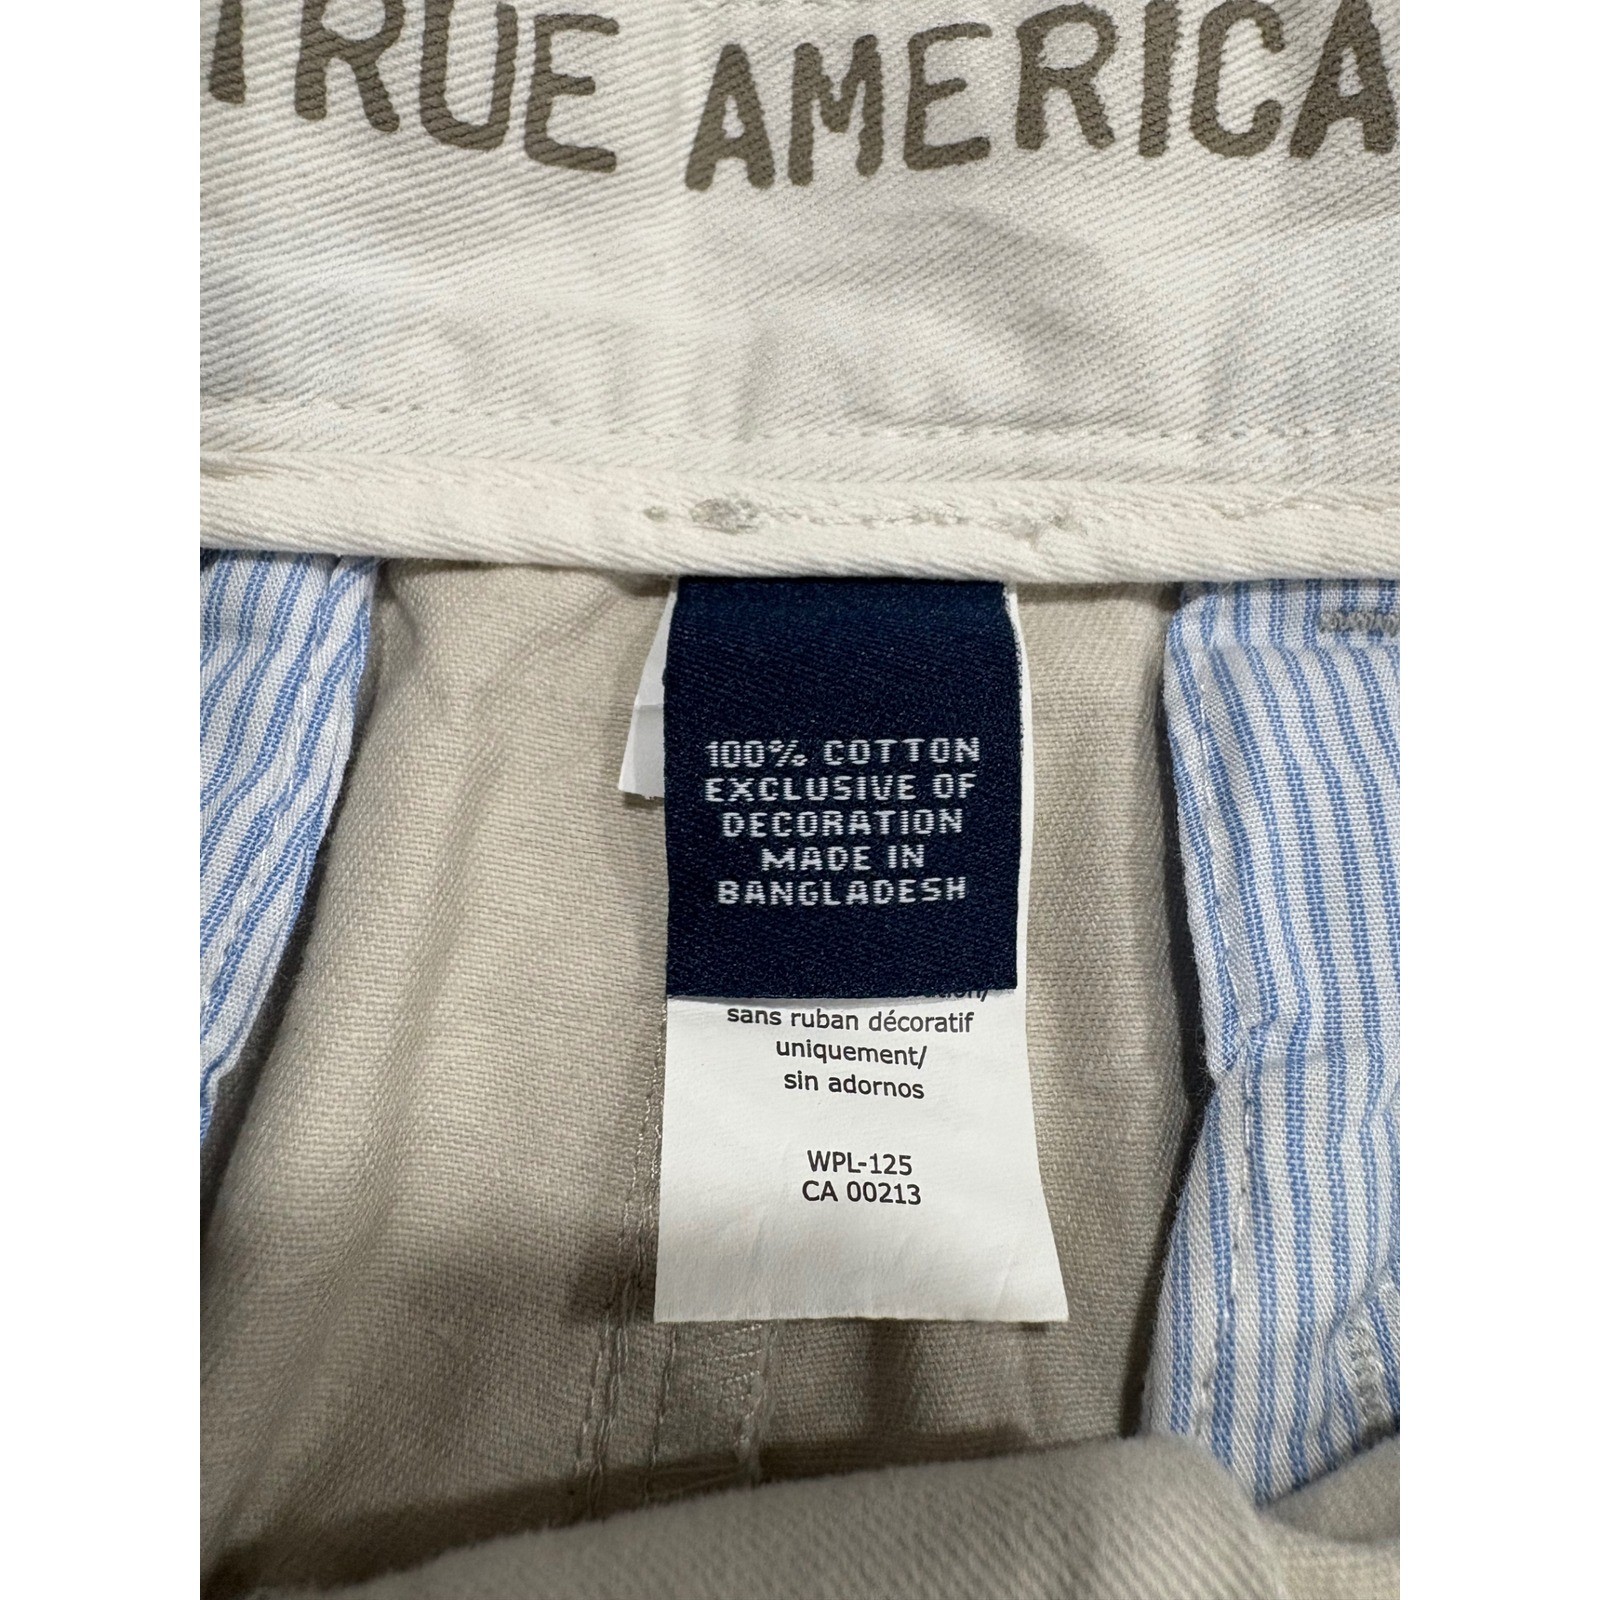 TRUE AMERICA
100% COTTON
EXCLUSIVE OF
DECORATION
MADE IN
BANGLADESH
sans ruban décoratif
uniquement/
sin adornos
WPL-125
CA 00213